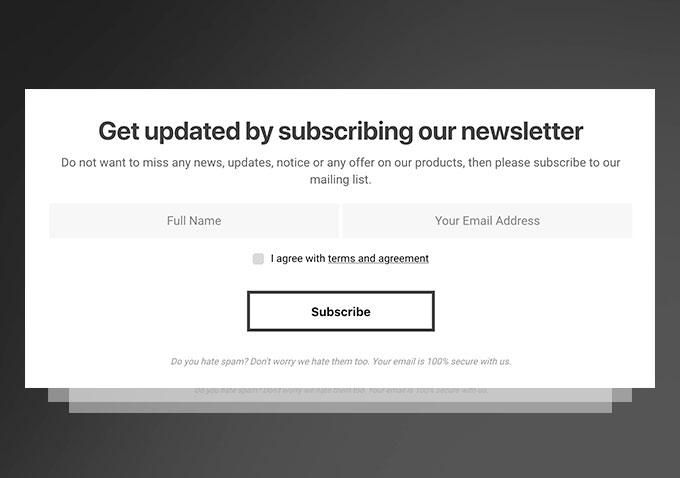 Get updated by subscribing our newsletter
Do not want to miss any news, updates, notice or any offer on our products, then please subscribe to our
mailing list.
Full Name
Your Email Address
I agree with terms and agreement
Subscribe
Do you hate spam? Don't worry we hate them too. Your email is 100% secure with us.
Do you hate spam? Don't worry we hate them too. Your email is 100% secure with us.